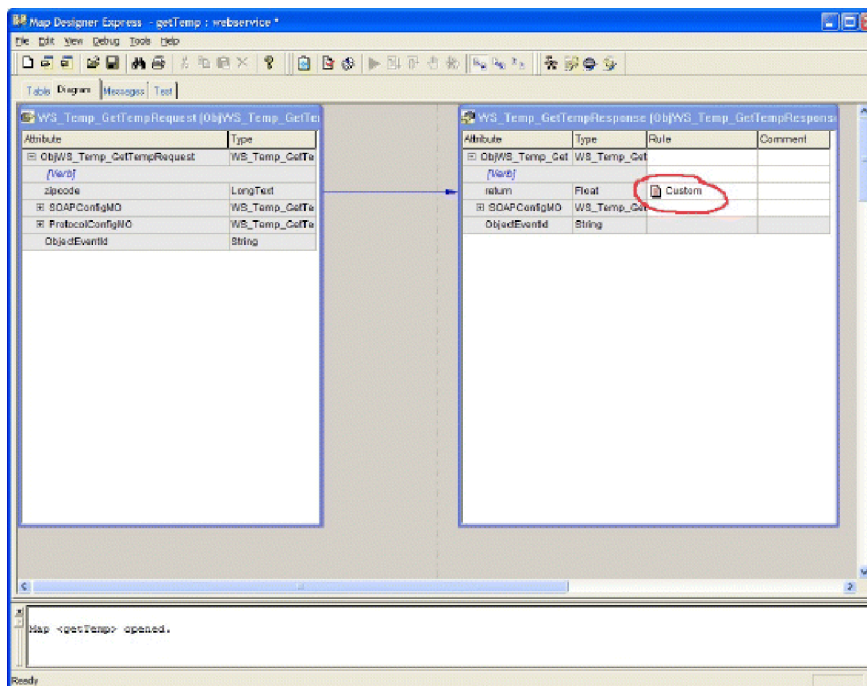 Map Designer Express - getTemp : webservice *
File Edit View Debug Tools Help
Table Diagram Messages Test
WS_Temp_GetTempRequest (ObjWS_Temp_GetTe
Attribute Type
ObjWS_Temp_GetTempRequest WS_Temp_GetTe
[Verb]
zipcode LongText
SOAPConfigMO WS_Temp_GetTe
ProtocolConfigMO WS_Temp_GetTe
ObjectEventId String
WS_Temp_GetTempResponse (ObjWS_Temp_GetTempRespons
Attribute Type Rule Comment
ObjWS_Temp_Get WS_Temp_Get
[Verb]
return Float Custom
SOAPConfigMO WS_Temp_Get
ObjectEventId String
Map <getTemp> opened.
Ready